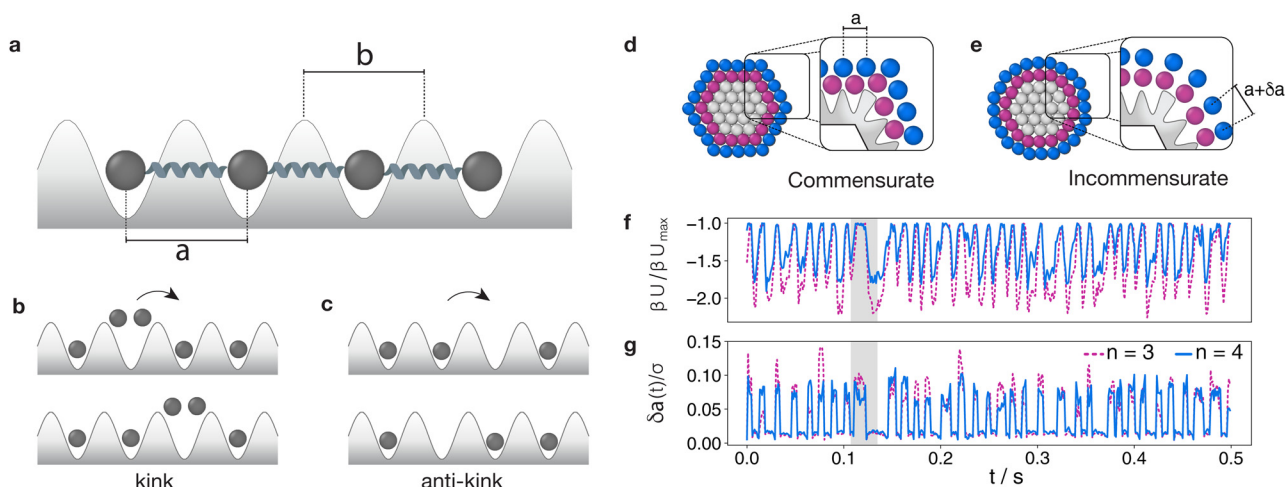 a
b
a
b
kink
c
anti-kink
d
a
Commensurate
e
a+δa
Incommensurate
f
βU/βUmax
−1.0
−1.5
−2.0
g
δa(t)/σ
0.15
0.10
0.05
0.00
n = 3 n = 4
0.0 0.1 0.2 0.3 0.4 0.5
t / s